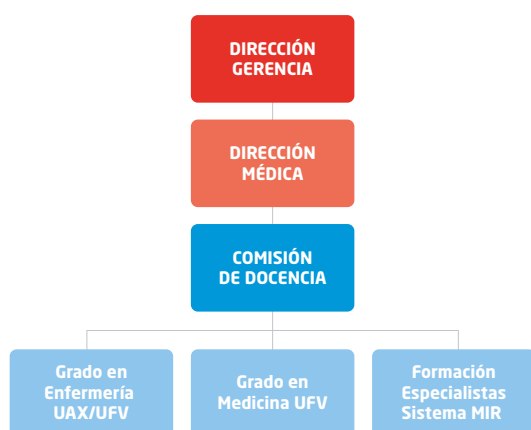 DIRECCIÓN
GERENCIA
DIRECCIÓN
MÉDICA
COMISIÓN
DE DOCENCIA
Grado en
Enfermería
UAX/UFV
Grado en
Medicina UFV
Formación
Especialistas
Sistema MIR